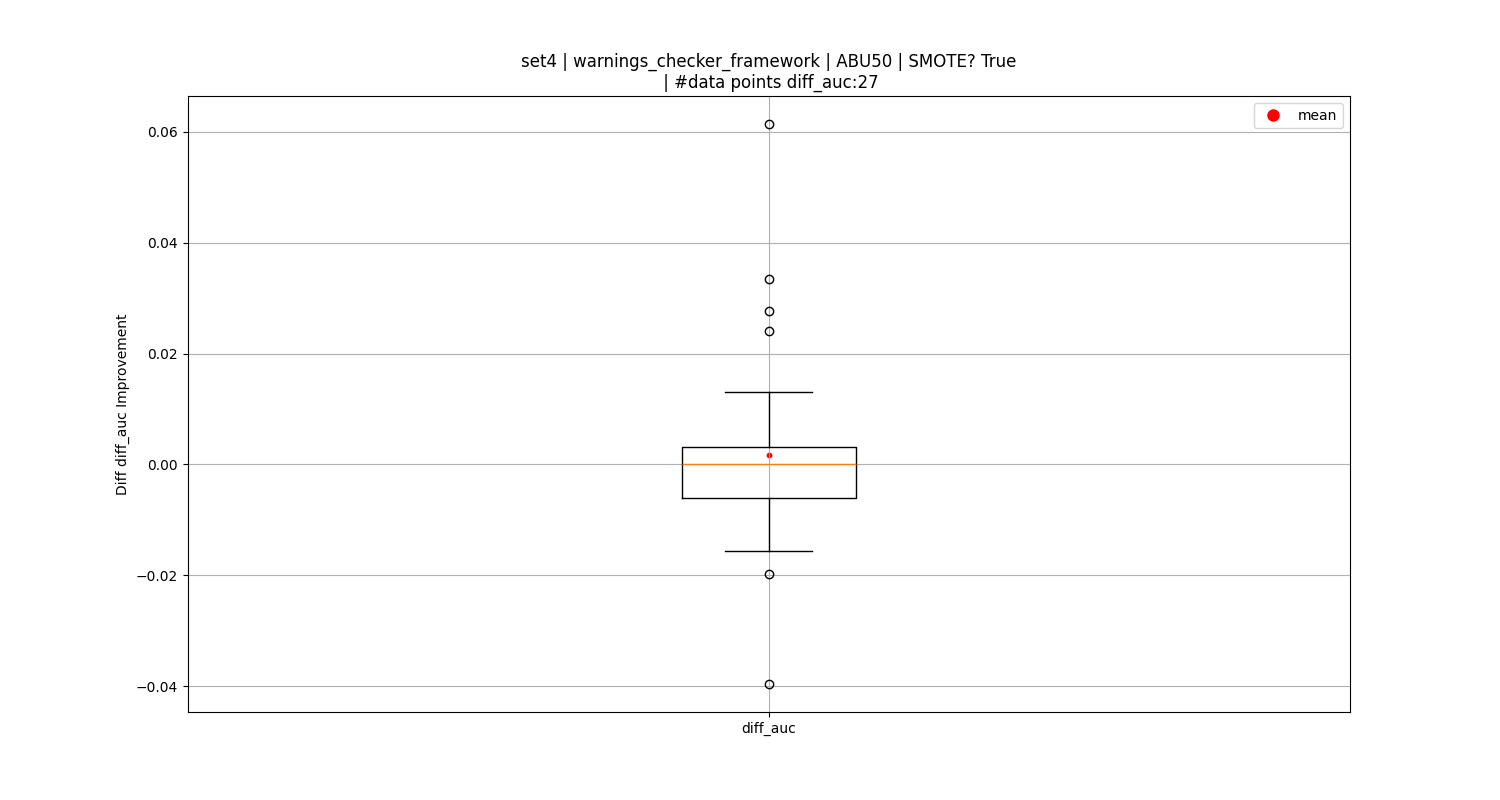 set4 | warnings_checker_framework | ABU50 | SMOTE? True
| #data points diff_auc:27
mean
0.06
0.04
0.02
0.00
−0.02
−0.04
Diff diff_auc Improvement
diff_auc